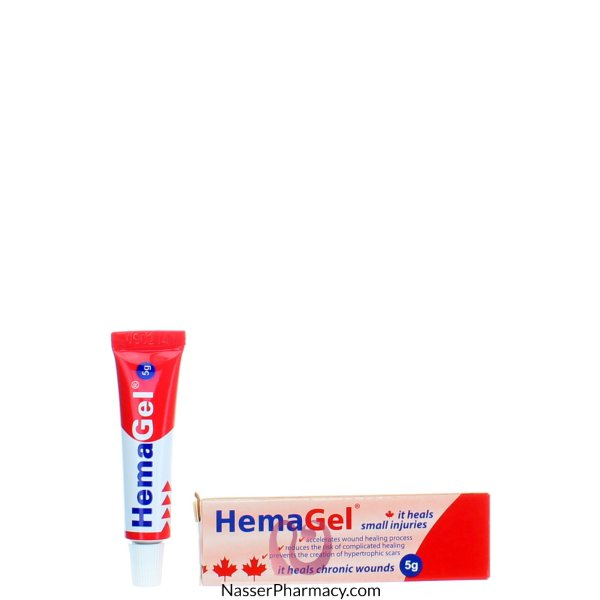 HemaGel®
5g
HemaGel®
it heals
small injuries
✓accelerates wound healing process
✓reduces the risk of complicated healing
✓prevents the creation of hypertrophic scars
it heals chronic wounds
5g
NasserPharmacy.com